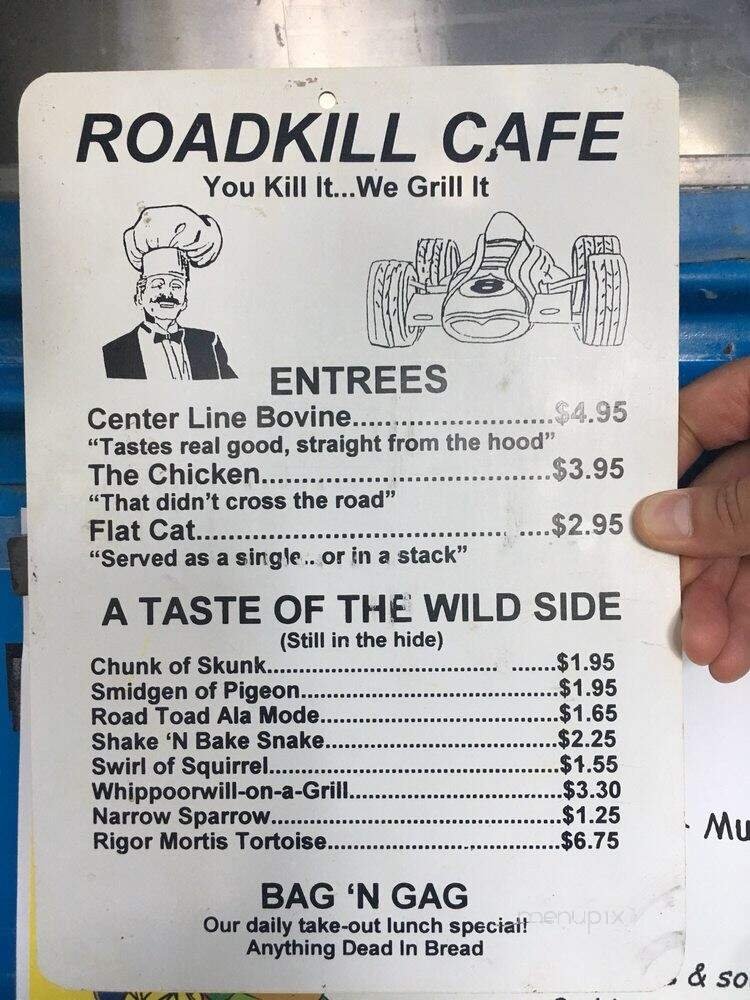 ROADKILL CAFE
You Kill It...We Grill It
8
ENTREES
Center Line Bovine........................$4.95
“Tastes real good, straight from the hood”
The Chicken..................................$3.95
“That didn’t cross the road”
Flat Cat.........................................$2.95
“Served as a single.. or in a stack”
A TASTE OF THE WILD SIDE
(Still in the hide)
Chunk of Skunk.........................................$1.95
Smidgen of Pigeon.....................................$1.95
Road Toad Ala Mode..................................$1.65
Shake ‘N Bake Snake.................................$2.25
Swirl of Squirrel..........................................$1.55
Whippoorwill-on-a-Grill..............................$3.30
Narrow Sparrow.........................................$1.25
Rigor Mortis Tortoise..................................$6.75
BAG ‘N GAG
Our daily take-out lunch special!
Anything Dead In Bread
menupix
Mu
& so